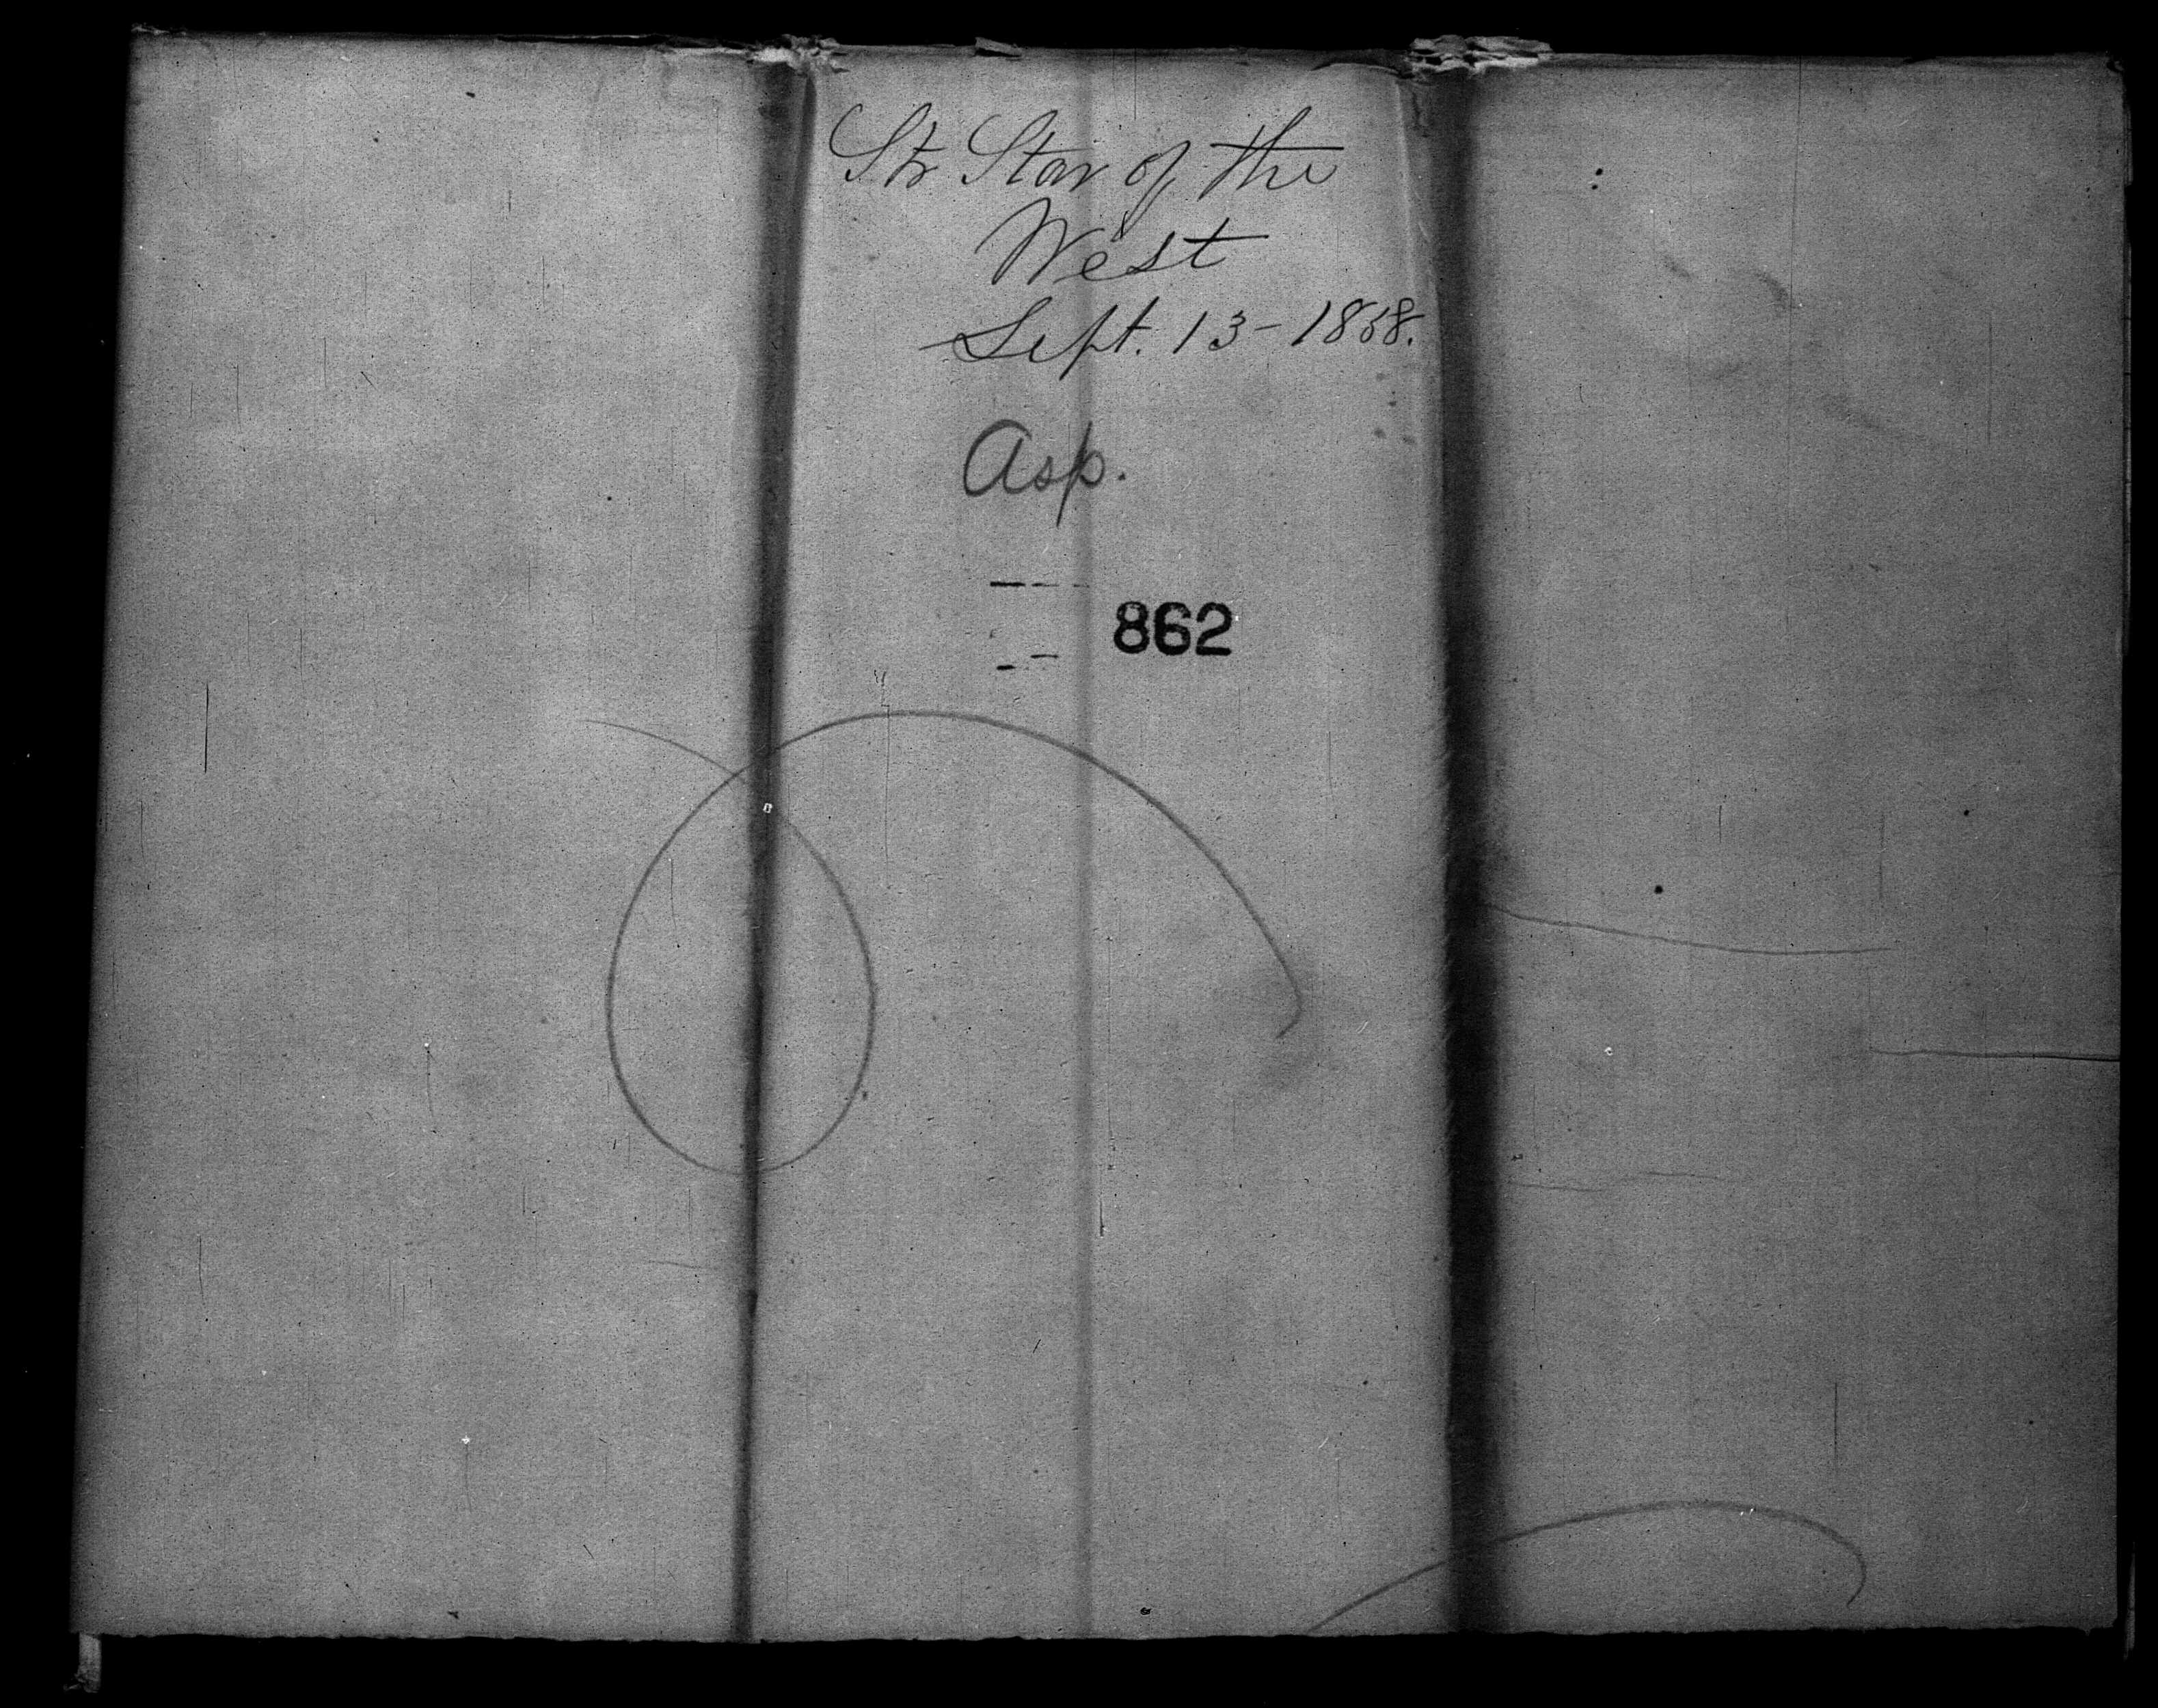 Str Star of the
West
Sept. 13 - 1858.
Asp.
862